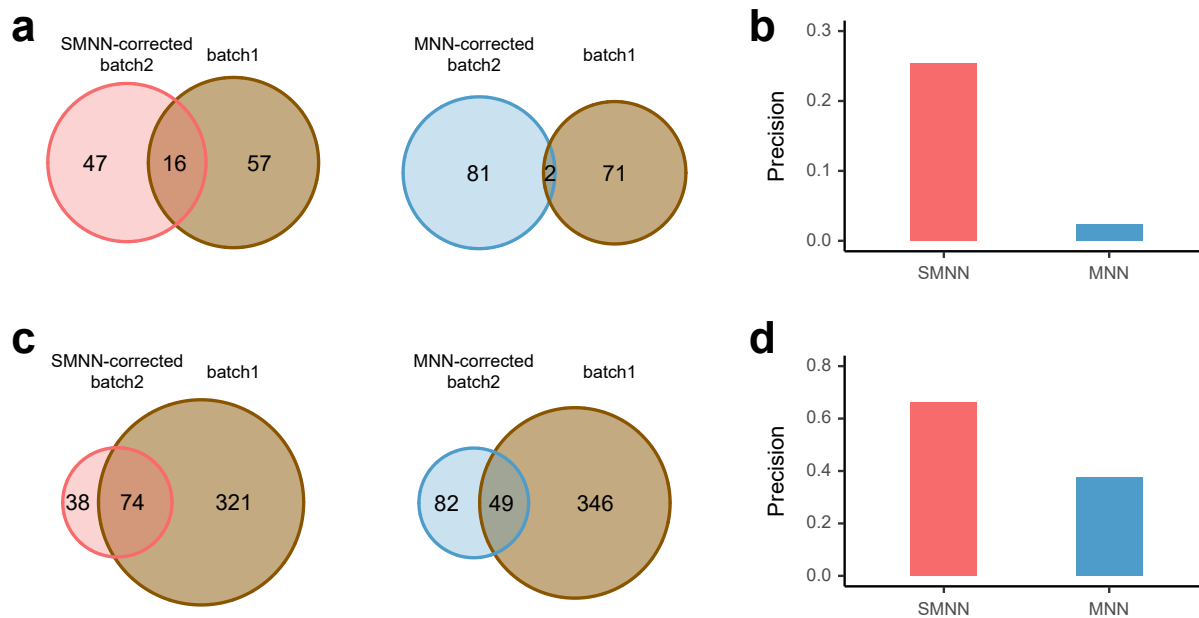 a
SMNN-corrected
batch2
batch1
47
16
57
MNN-corrected
batch2
batch1
81
2
71
b
Precision
0.3
0.2
0.1
0.0
SMNN
MNN
c
SMNN-corrected
batch2
batch1
38
74
321
MNN-corrected
batch2
batch1
82
49
346
d
Precision
0.8
0.6
0.4
0.2
0.0
SMNN
MNN